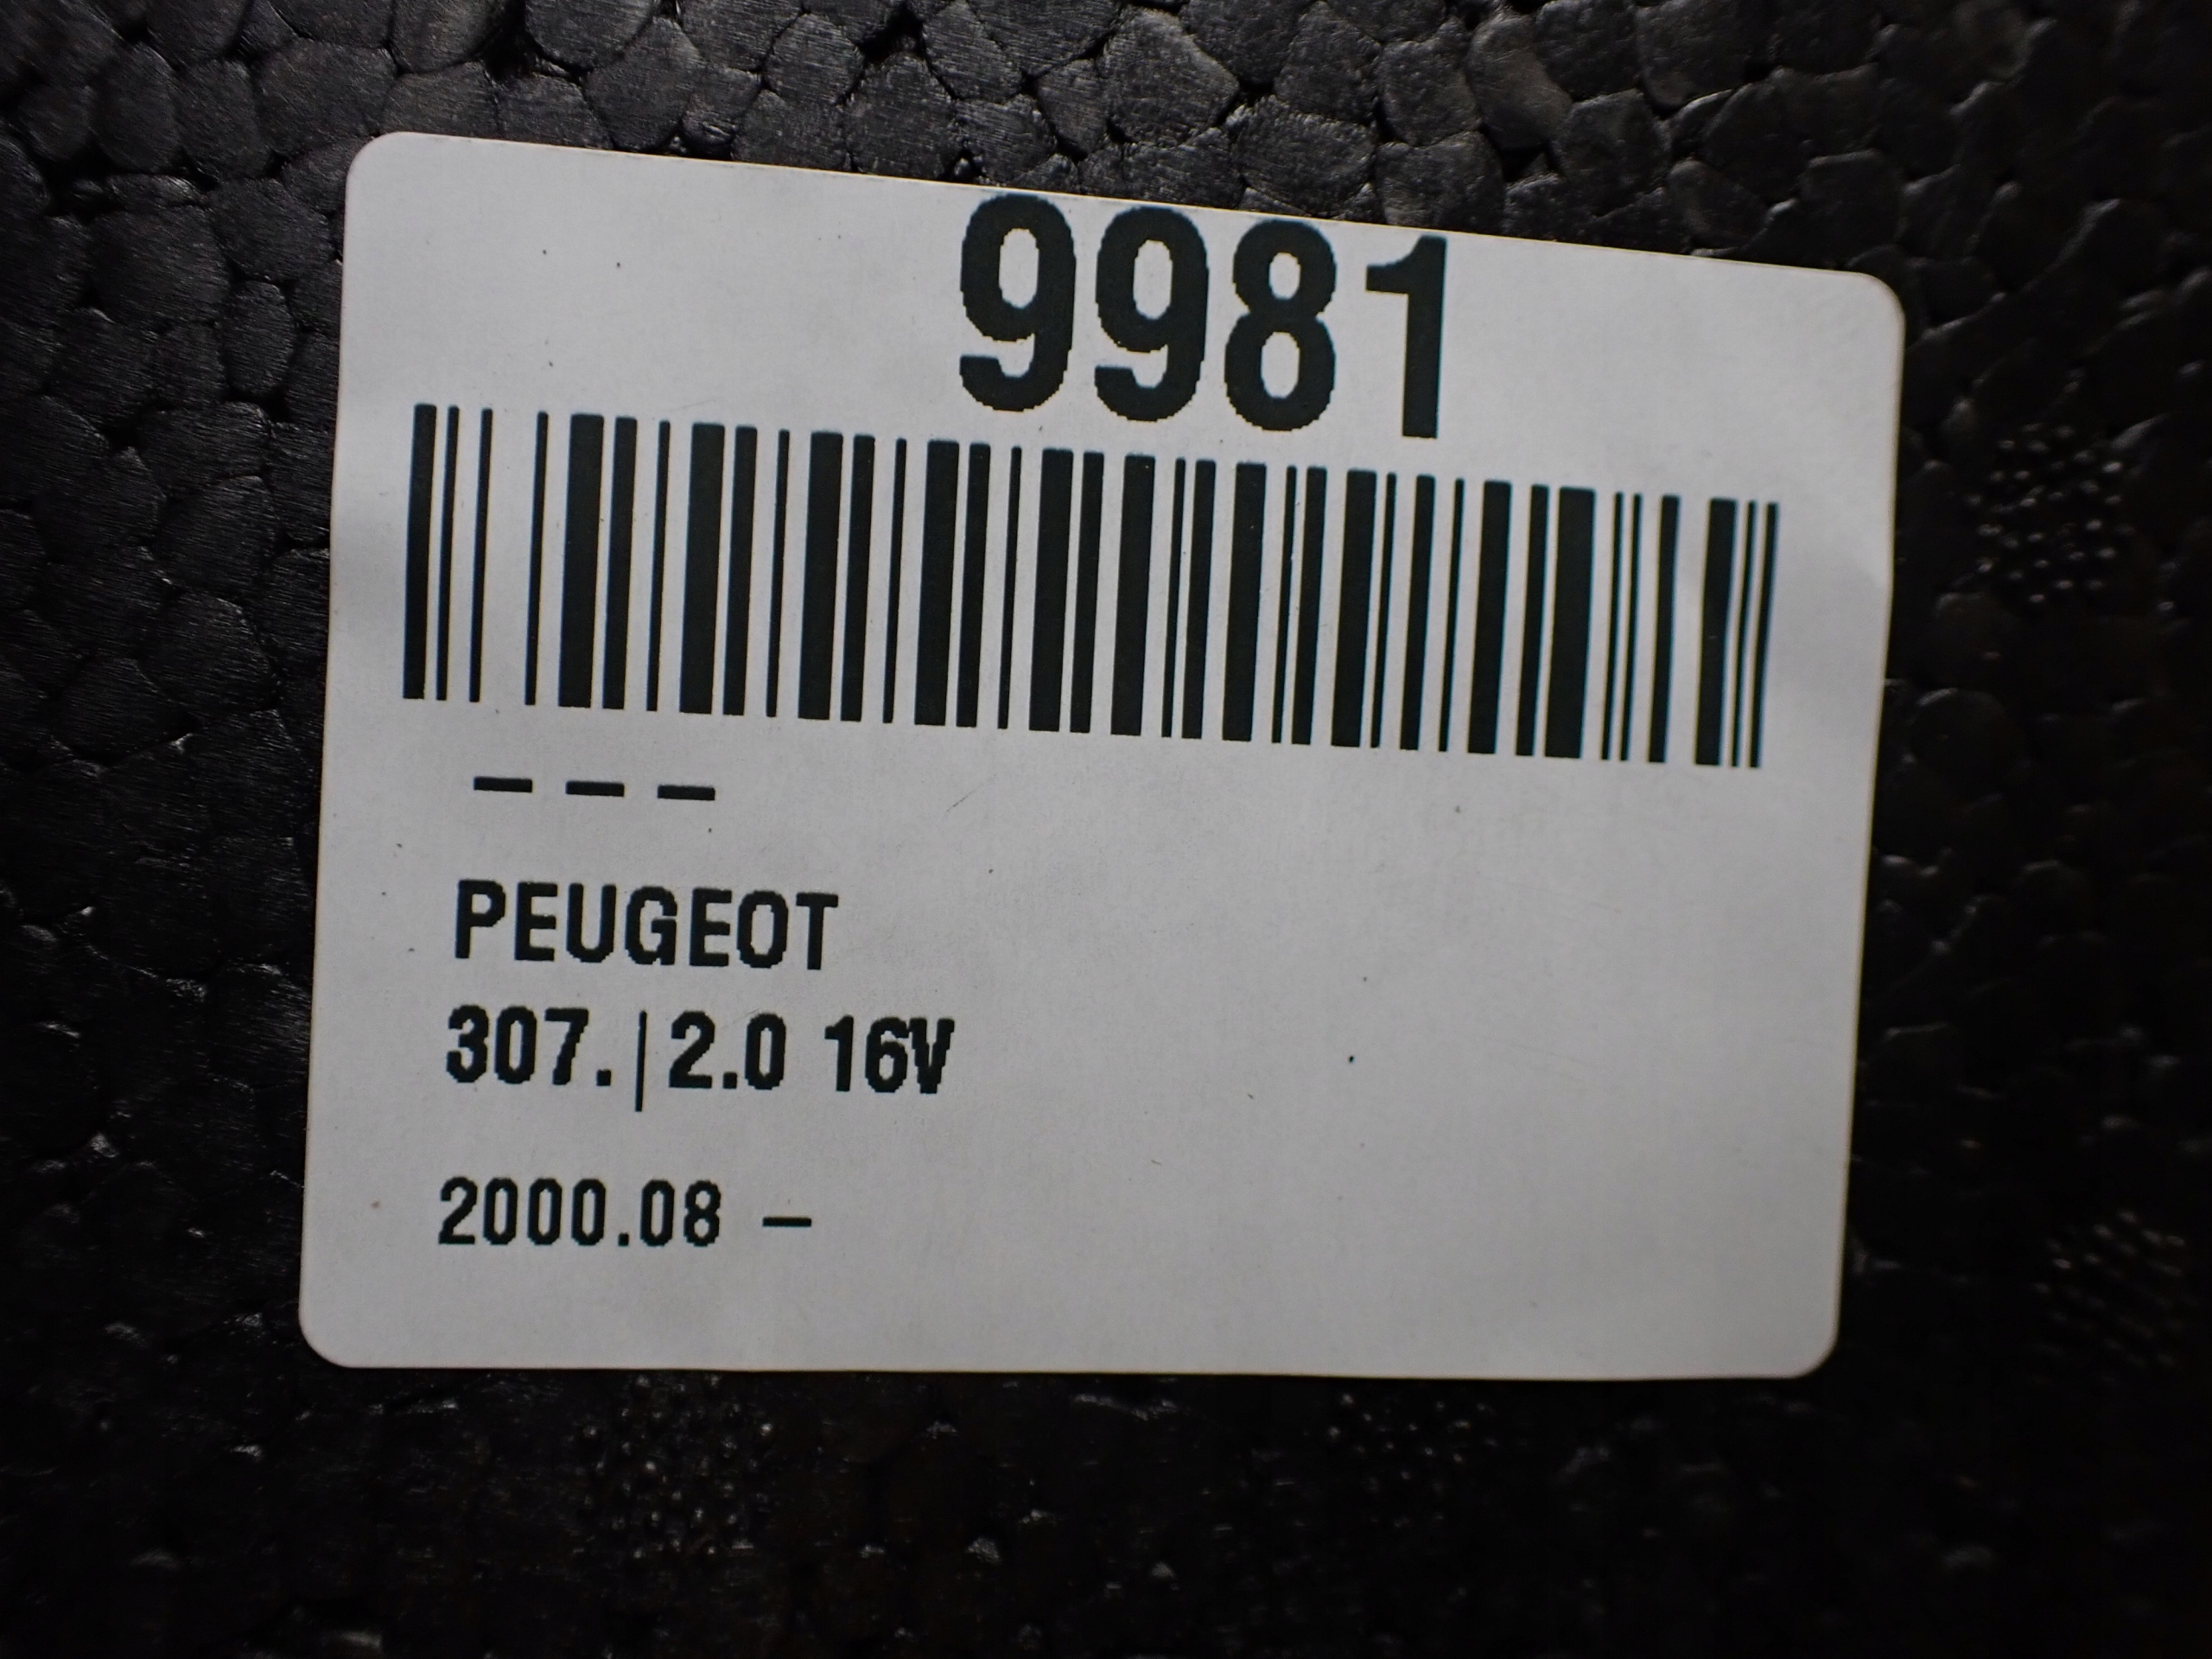 9981
– – –
PEUGEOT
307.|2.0 16V
2000.08 –